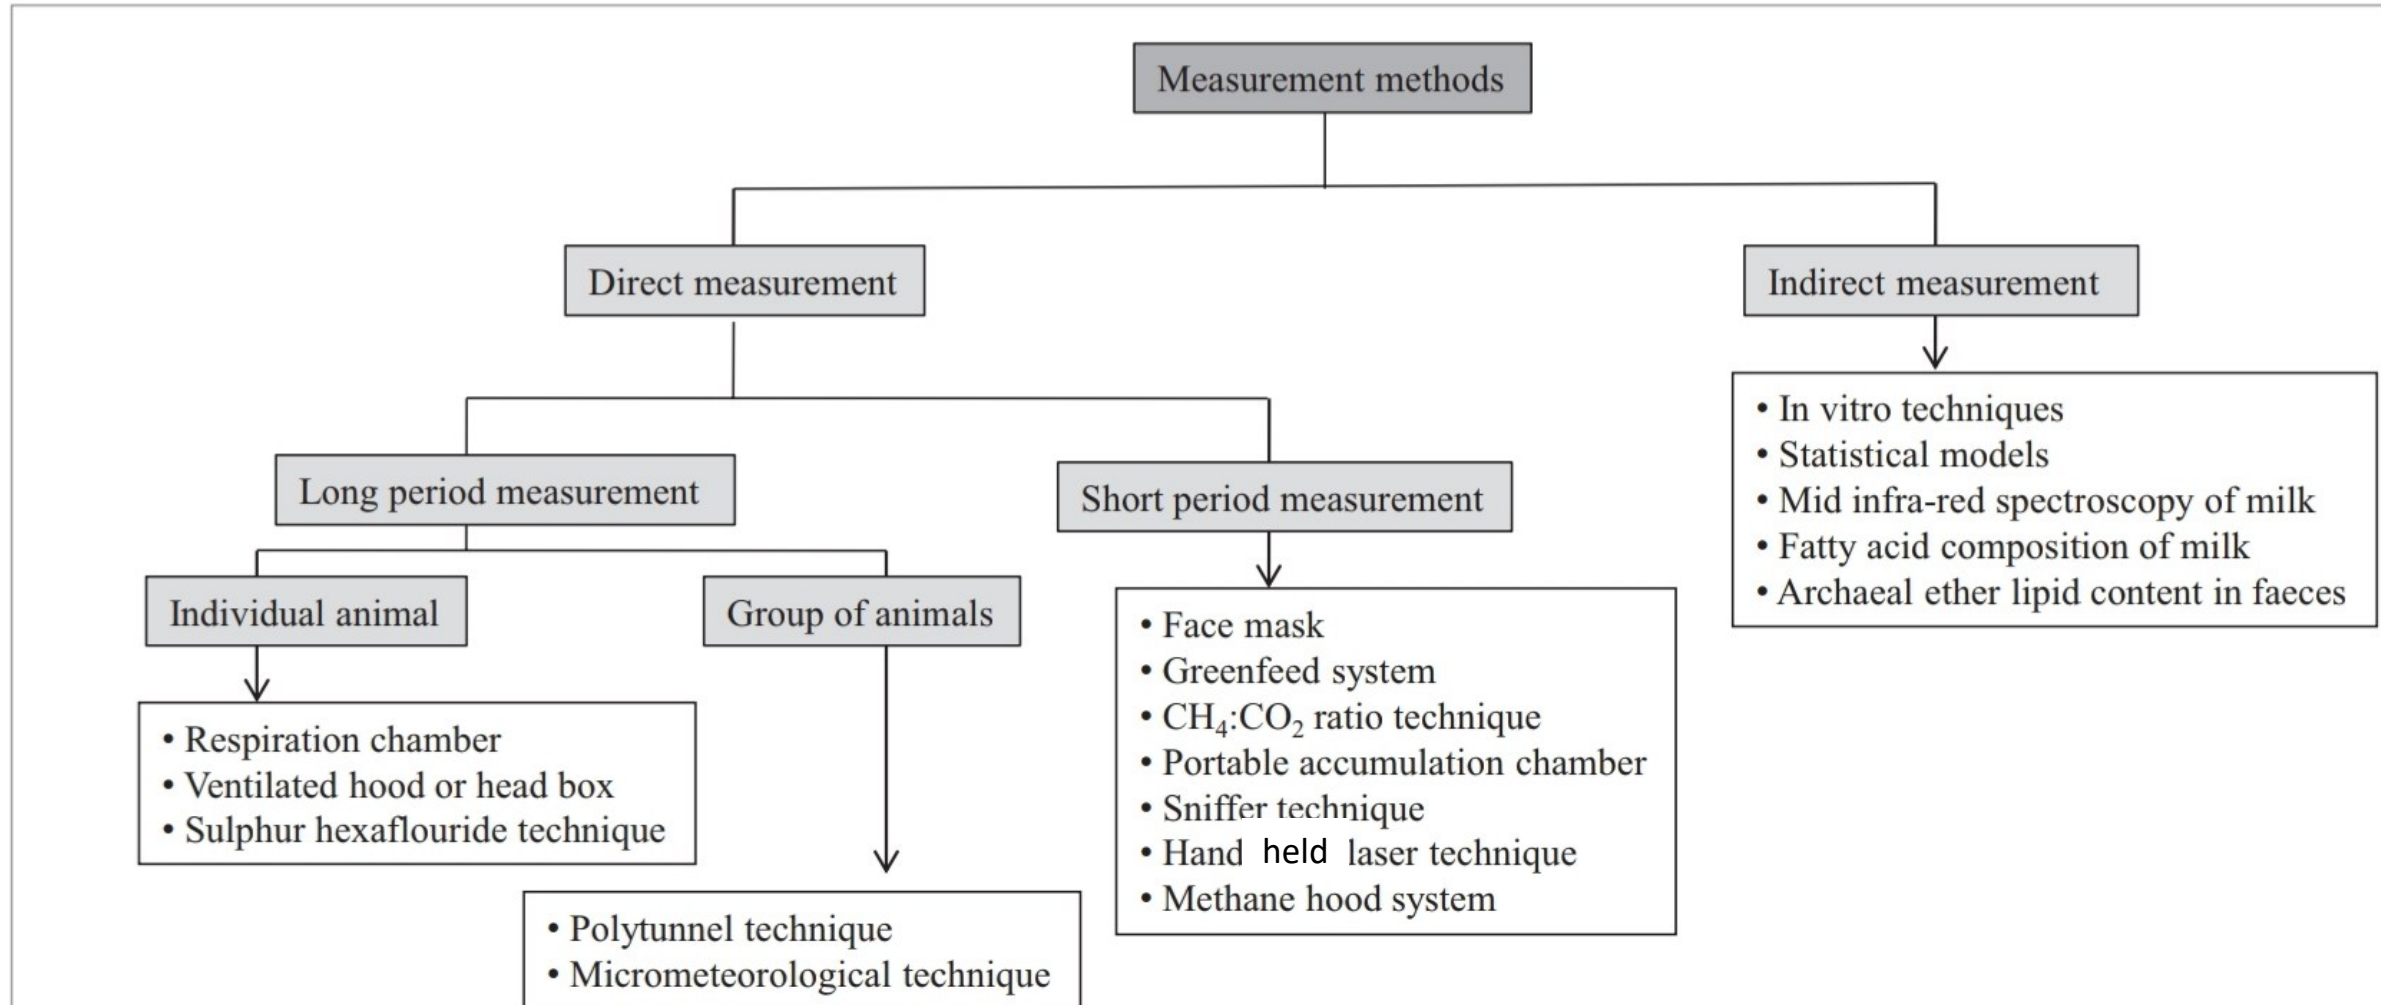 Measurement methods
Direct measurement
Indirect measurement
Long period measurement
Short period measurement
Individual animal
Group of animals
• Respiration chamber
• Ventilated hood or head box
• Sulphur hexaflouride technique
• Polytunnel technique
• Micrometeorological technique
• Face mask
• Greenfeed system
• CH₄:CO₂ ratio technique
• Portable accumulation chamber
• Sniffer technique
• Hand held laser technique
• Methane hood system
• In vitro techniques
• Statistical models
• Mid infra-red spectroscopy of milk
• Fatty acid composition of milk
• Archaeal ether lipid content in faeces